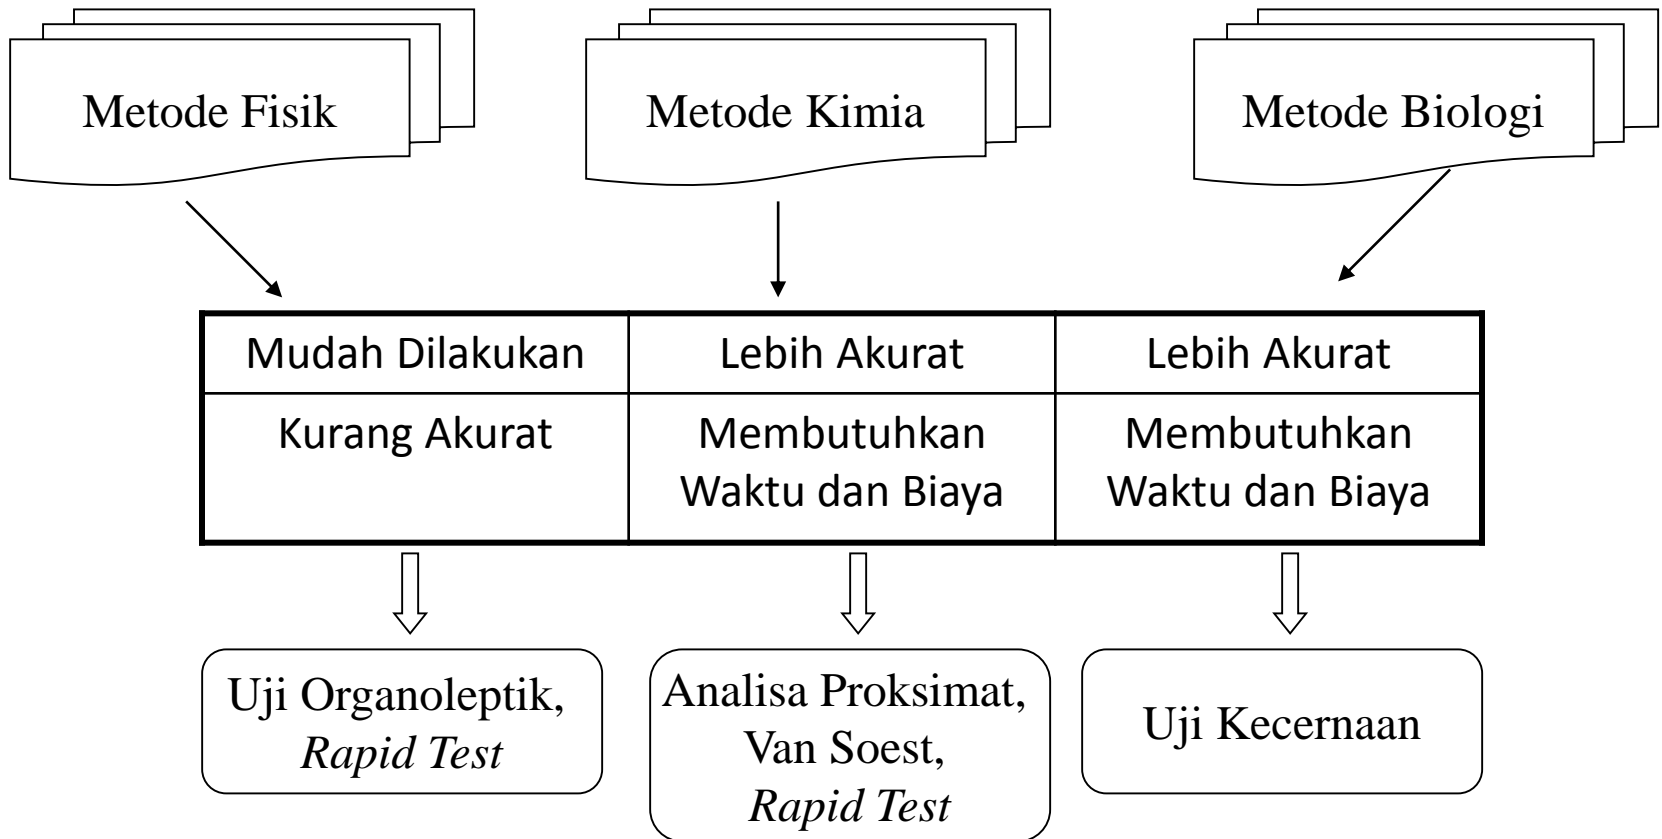 Metode Fisik
Metode Kimia
Metode Biologi
Mudah Dilakukan
Lebih Akurat
Lebih Akurat
Kurang Akurat
Membutuhkan
Waktu dan Biaya
Membutuhkan
Waktu dan Biaya
Uji Organoleptik,
Rapid Test
Analisa Proksimat,
Van Soest,
Rapid Test
Uji Kecernaan